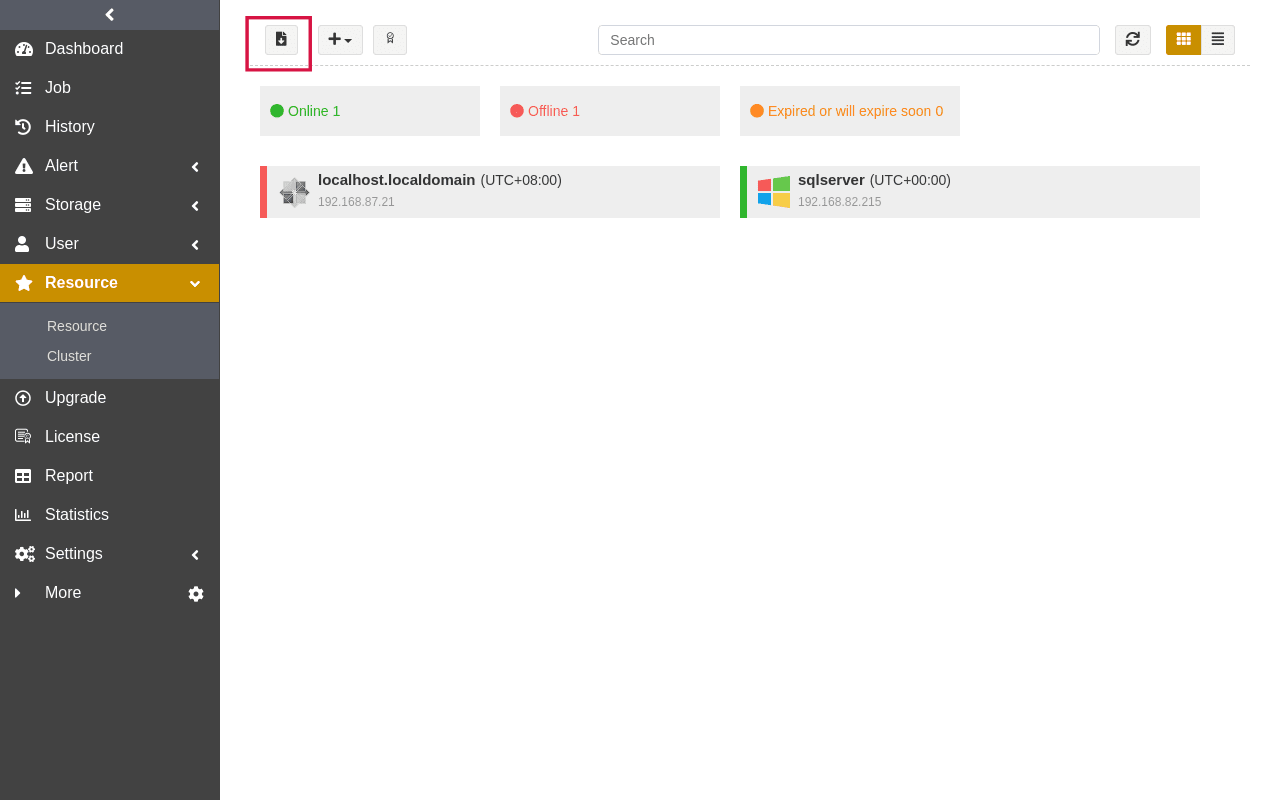 Dashboard
Job
History
Alert
Storage
User
Resource
Resource
Cluster
Upgrade
License
Report
Statistics
Settings
More
Search
Online 1
Offline 1
Expired or will expire soon 0
localhost.localdomain (UTC+08:00)
192.168.87.21
sqlserver (UTC+00:00)
192.168.82.215